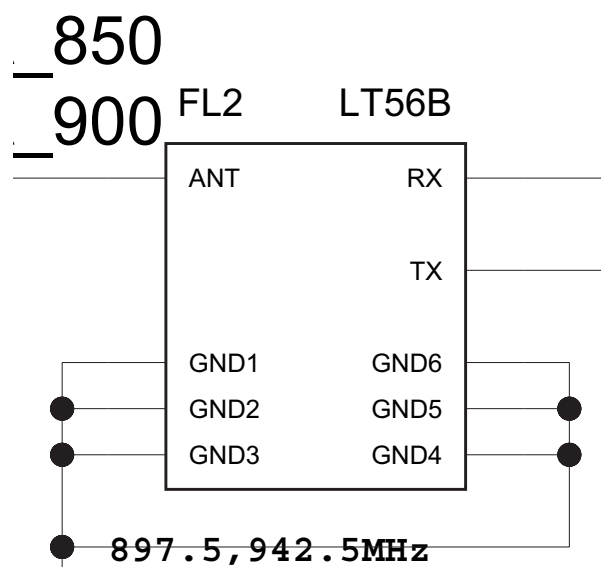 _850
_900
FL2 LT56B
ANT RX
TX
GND1 GND6
GND2 GND5
GND3 GND4
897.5,942.5MHz